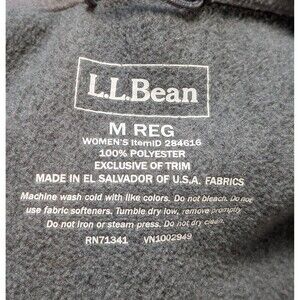 L.L.Bean
M REG
WOMEN'S ItemID 284616
100% POLYESTER
EXCLUSIVE OF TRIM
MADE IN EL SALVADOR OF U.S.A. FABRICS
Machine wash cold with like colors. Do not bleach. Do not
use fabric softeners. Tumble dry low, remove promptly.
Do not iron or steam press. Do not dry clean.
RN71341 VN1002949